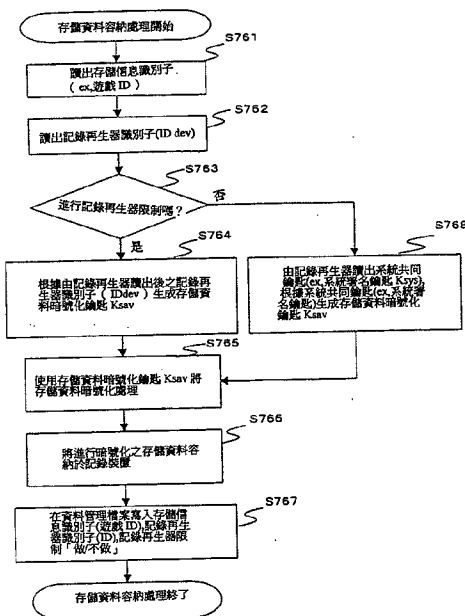 存儲資料容納處理開始
S761
讀出存儲信息識別子
( ex,遊戲 ID )
S762
讀出記錄再生器識別子(ID dev)
S763
進行記錄再生器限制嗎？
否
是
S764
根據由記錄再生器讀出後之記錄再
生器識別子（ IDdev ）生成存儲資
料暗號化鑰匙 Ksav
S768
由記錄再生器讀出系統共同
鑰匙(ex,系統署名鑰匙 Ksys)
根據系統共同鑰匙(ex,系統署
名鑰匙)生成存儲資料暗號化
鑰匙 Ksav
S765
使用存儲資料暗號化鑰匙 Ksav 將
存儲資料暗號化處理
S766
將進行暗號化之存儲資料容
納於記錄裝置
S767
在資料管理檔案寫入存儲信
息識別子(遊戲 ID),記錄再生
器識別子(ID),記錄再生器限
制「做/不做」
存儲資料容納處理終了